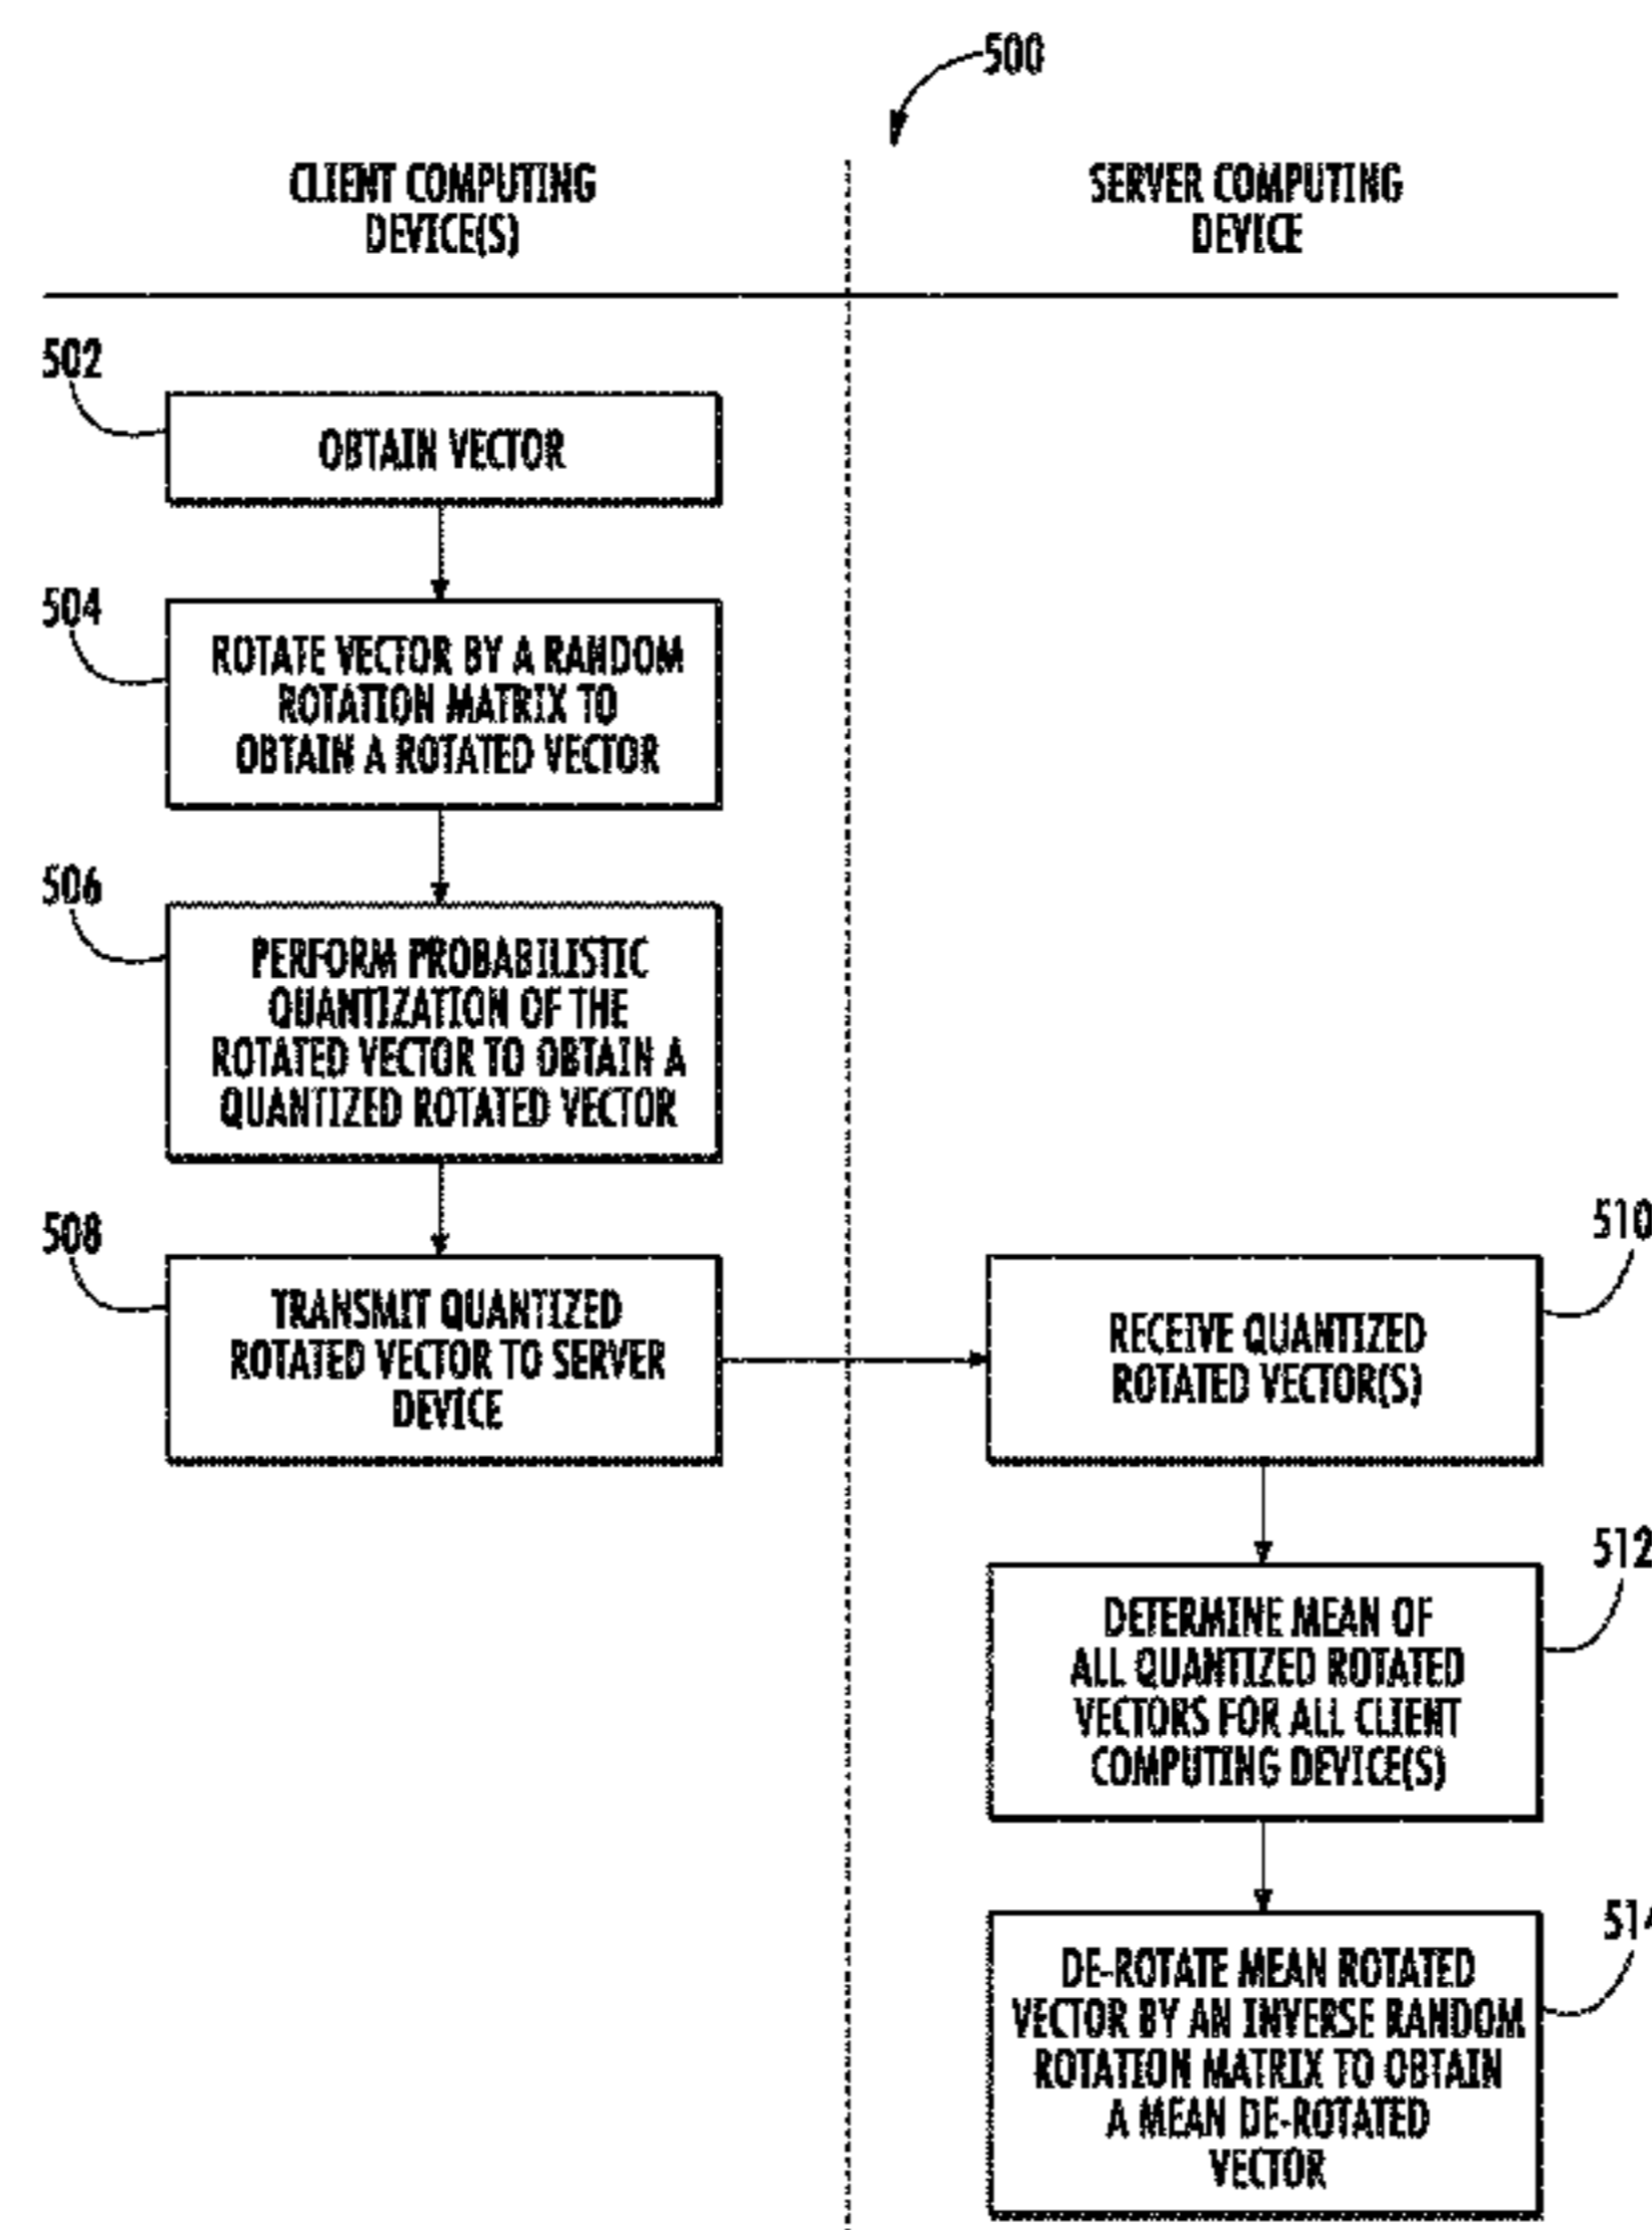 500
CLIENT COMPUTING
DEVICE(S)
SERVER COMPUTING
DEVICE
502
OBTAIN VECTOR
504
ROTATE VECTOR BY A RANDOM
ROTATION MATRIX TO
OBTAIN A ROTATED VECTOR
506
PERFORM PROBABILISTIC
QUANTIZATION OF THE
ROTATED VECTOR TO OBTAIN A
QUANTIZED ROTATED VECTOR
508
TRANSMIT QUANTIZED
ROTATED VECTOR TO SERVER
DEVICE
510
RECEIVE QUANTIZED
ROTATED VECTOR(S)
512
DETERMINE MEAN OF
ALL QUANTIZED ROTATED
VECTORS FOR ALL CLIENT
COMPUTING DEVICE(S)
514
DE-ROTATE MEAN ROTATED
VECTOR BY AN INVERSE RANDOM
ROTATION MATRIX TO OBTAIN
A MEAN DE-ROTATED
VECTOR